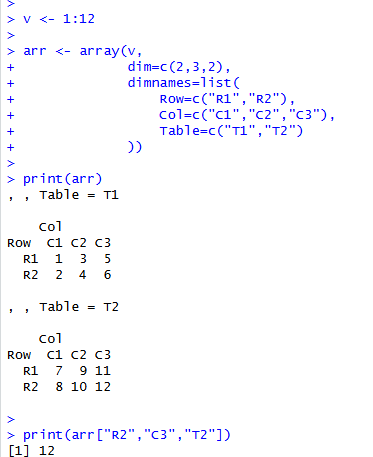 >
> v <- 1:12
>
> arr <- array(v,
+              dim=c(2,3,2),
+              dimnames=list(
+                  Row=c("R1","R2"),
+                  Col=c("C1","C2","C3"),
+                  Table=c("T1","T2")
+              ))
>
> print(arr)
, , Table = T1
    Col
Row  C1 C2 C3
  R1  1  3  5
  R2  2  4  6
, , Table = T2
    Col
Row  C1 C2 C3
  R1  7  9 11
  R2  8 10 12
>
> print(arr["R2","C3","T2"])
[1] 12